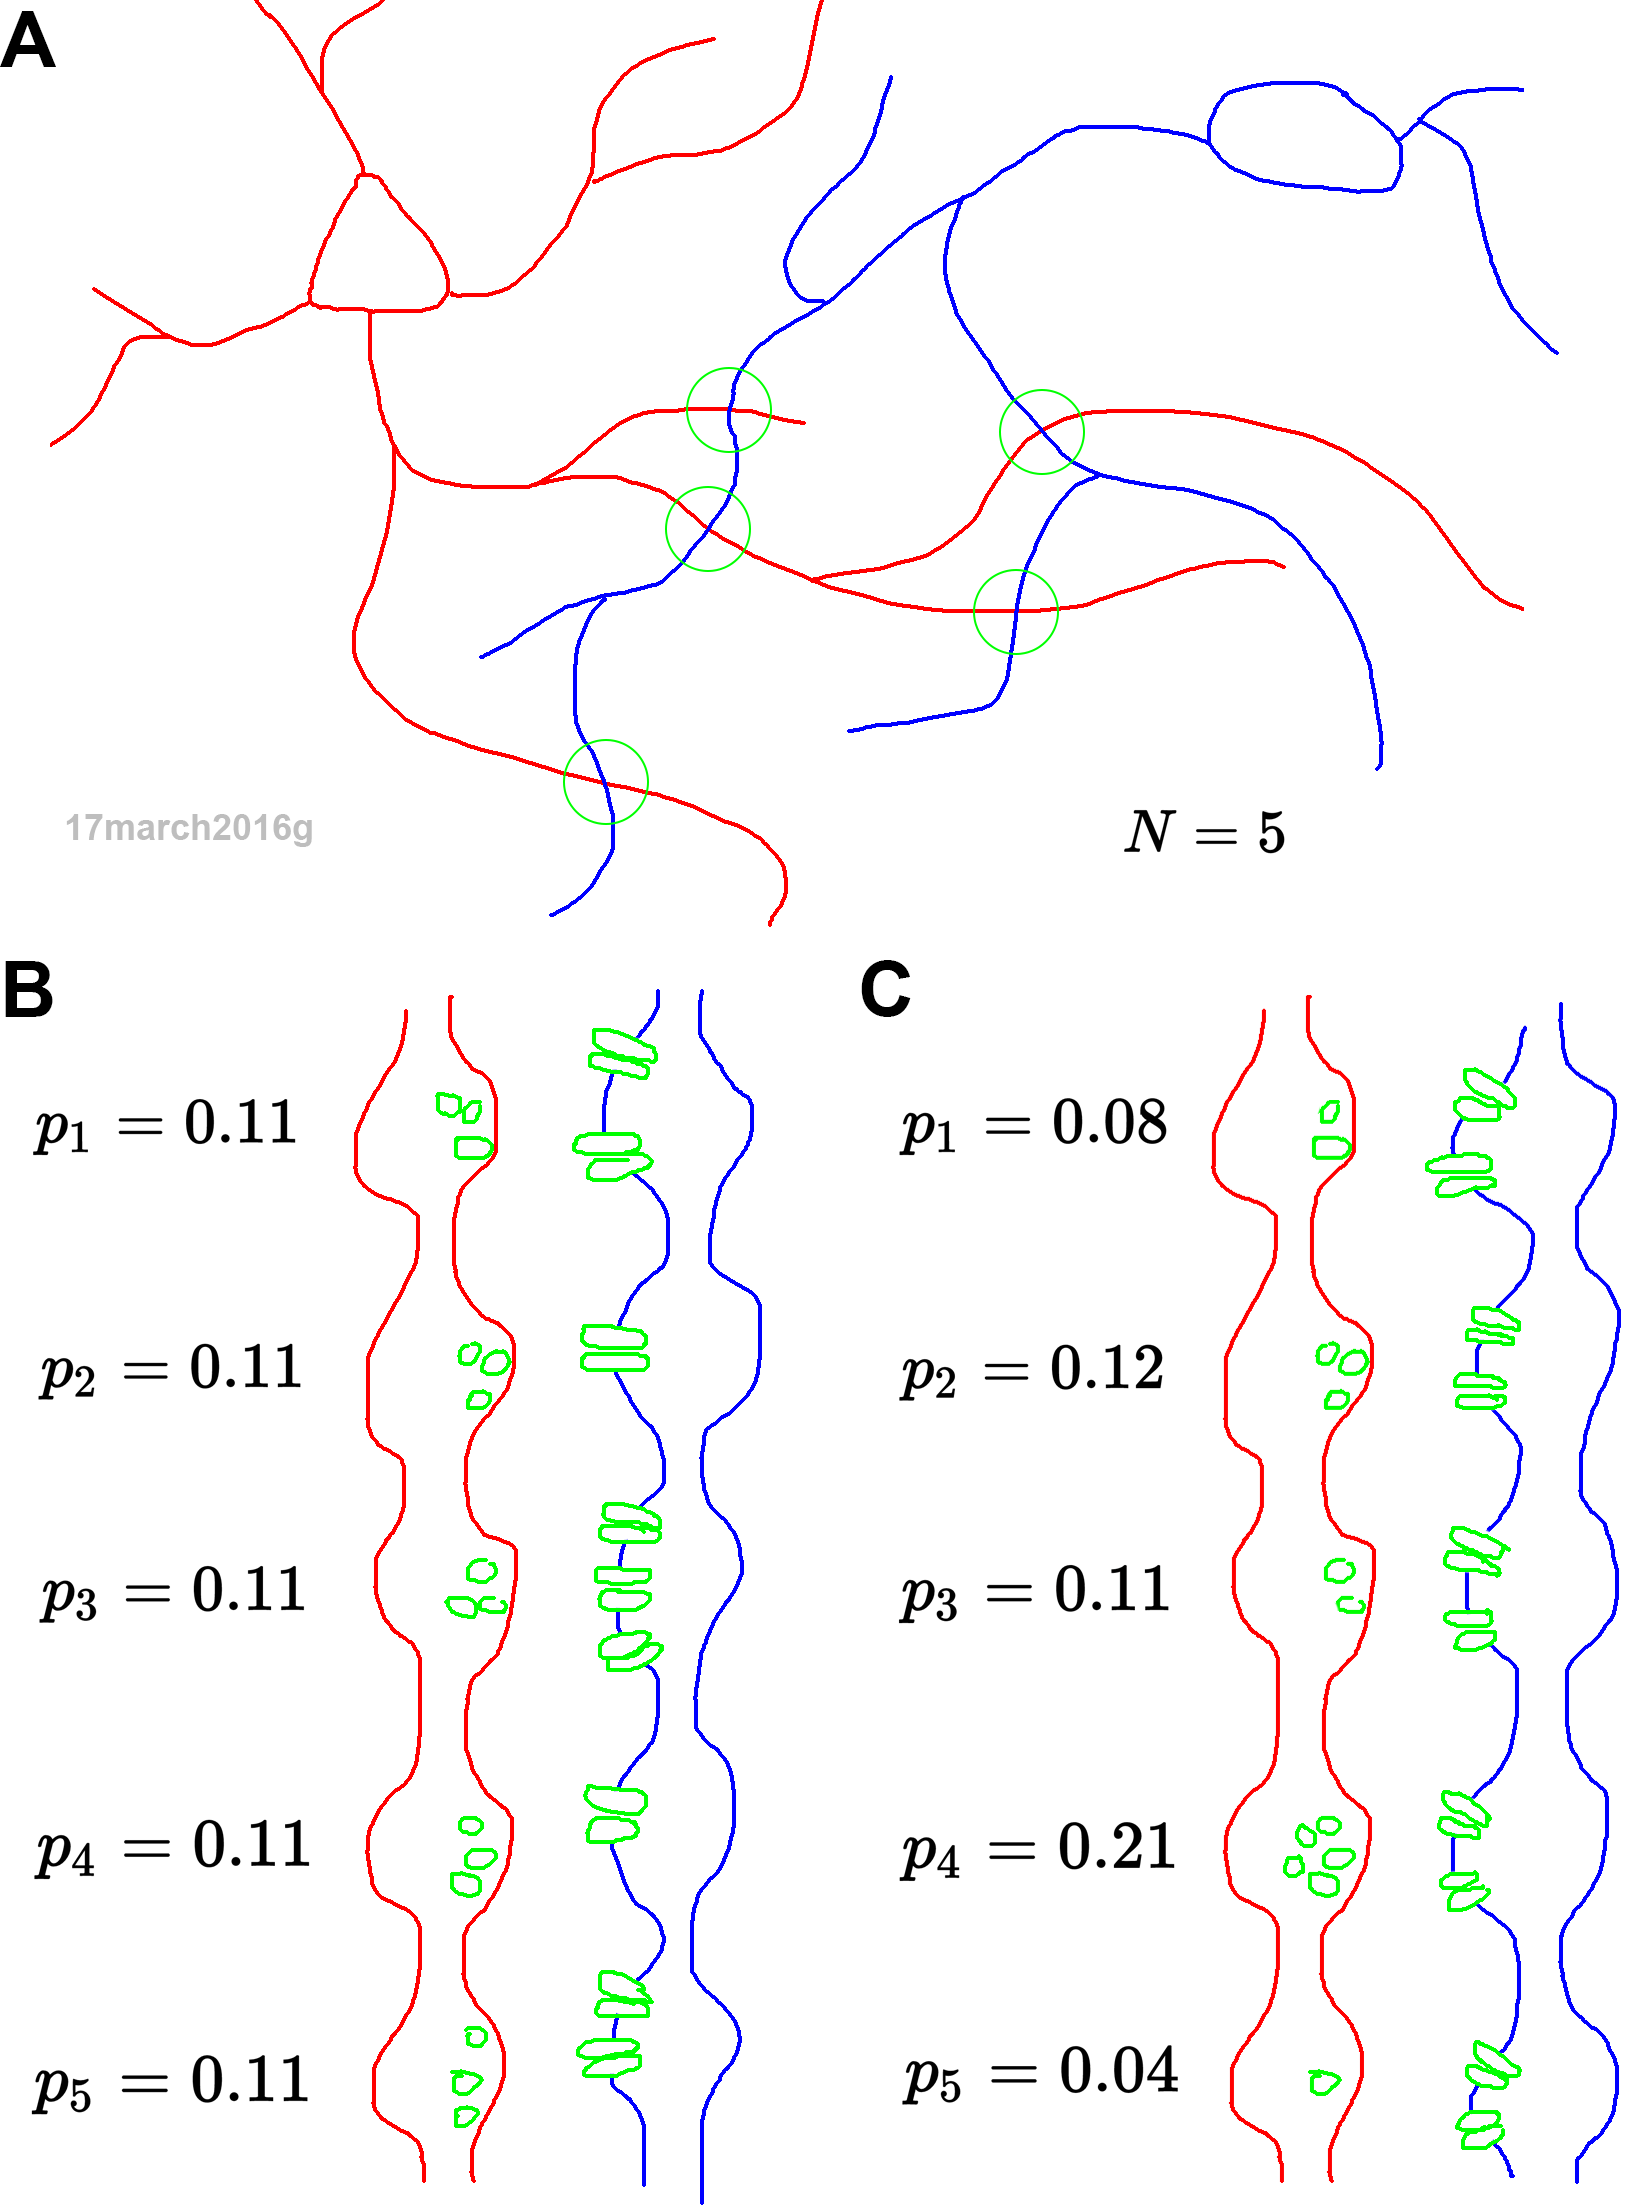 A
17march2016g
N = 5
B
C
p₁ = 0.11
p₁ = 0.08
p₂ = 0.11
p₂ = 0.12
p₃ = 0.11
p₃ = 0.11
p₄ = 0.11
p₄ = 0.21
p₅ = 0.11
p₅ = 0.04